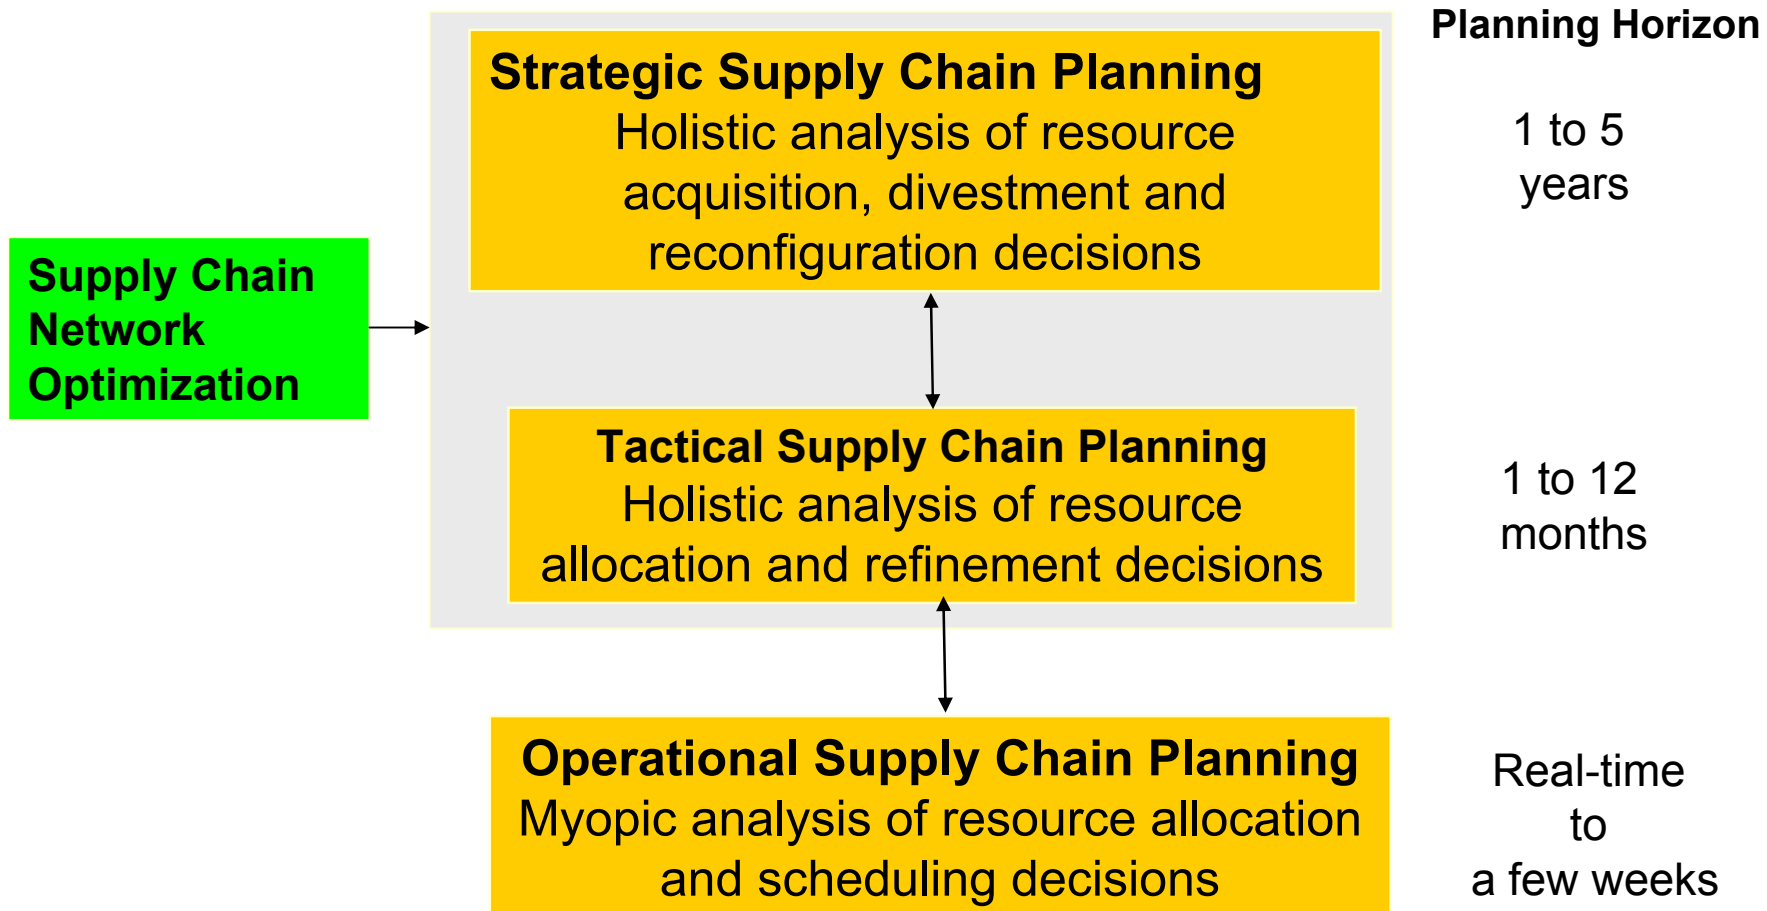 Planning Horizon
Strategic Supply Chain Planning
Holistic analysis of resource
acquisition, divestment and
reconfiguration decisions
1 to 5
years
Supply Chain
Network
Optimization
Tactical Supply Chain Planning
Holistic analysis of resource
allocation and refinement decisions
1 to 12
months
Operational Supply Chain Planning
Myopic analysis of resource allocation
and scheduling decisions
Real-time
to
a few weeks